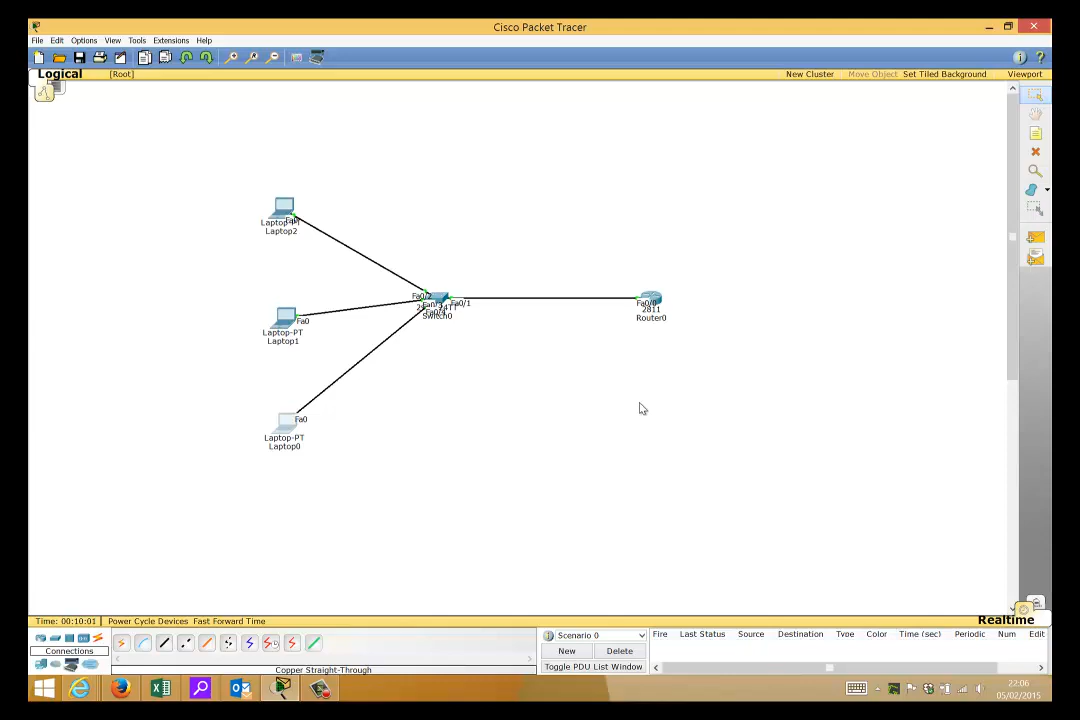 Cisco Packet Tracer
File Edit Options View Tools Extensions Help
Logical [Root] New Cluster Move Object Set Tiled Background Viewport
Fa0
Laptop2
Fa0/2
Fa0/1
Switch0
Fa0/0
2811
Router0
Fa0
Laptop-PT
Laptop1
Fa0
Laptop-PT
Laptop0
Time: 00:10:01 Power Cycle Devices Fast Forward Time Realtime
Connections
Copper Straight-Through
Scenario 0
New Delete
Toggle PDU List Window
Fire Last Status Source Destination Type Color Time (sec) Periodic Num Edit
22:06
05/02/2015